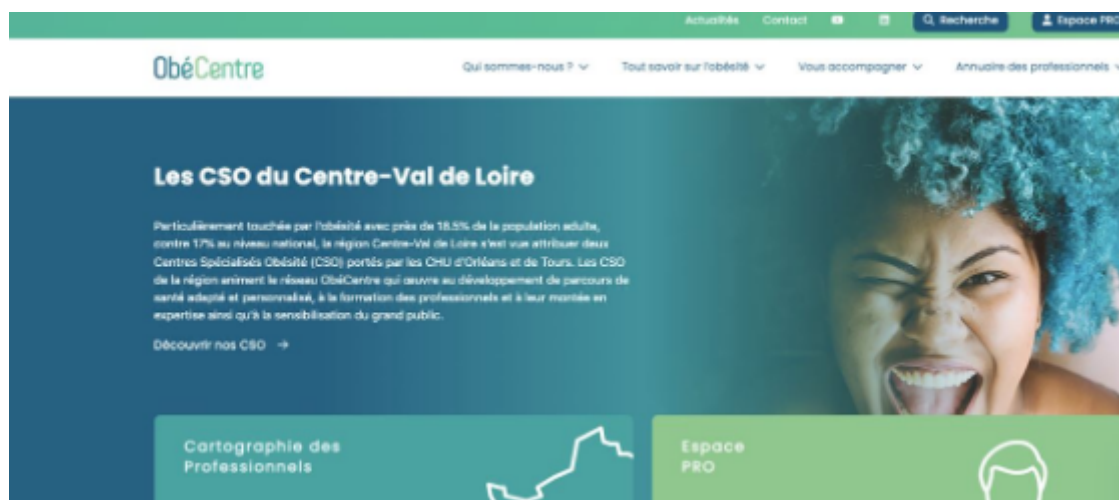 Actualités Contact Recherche Espace PRO
ObéCentre
Qui sommes-nous ? Tout savoir sur l'obésité Vous accompagner Annuaire des professionnels
Les CSO du Centre-Val de Loire
Particulièrement touchée par l'obésité avec près de 18.5% de la population adulte,
contre 17% au niveau national, la région Centre-Val de Loire s'est vue attribuer deux
Centres Spécialisés Obésité (CSO) portés par les CHU d'Orléans et de Tours. Les CSO
de la région animent le réseau ObéCentre qui œuvre au développement de parcours de
santé adapté et personnalisé, à la formation des professionnels et à leur montée en
expertise ainsi qu'à la sensibilisation du grand public.
Découvrir nos CSO →
Cartographie des
Professionnels
Espace
PRO